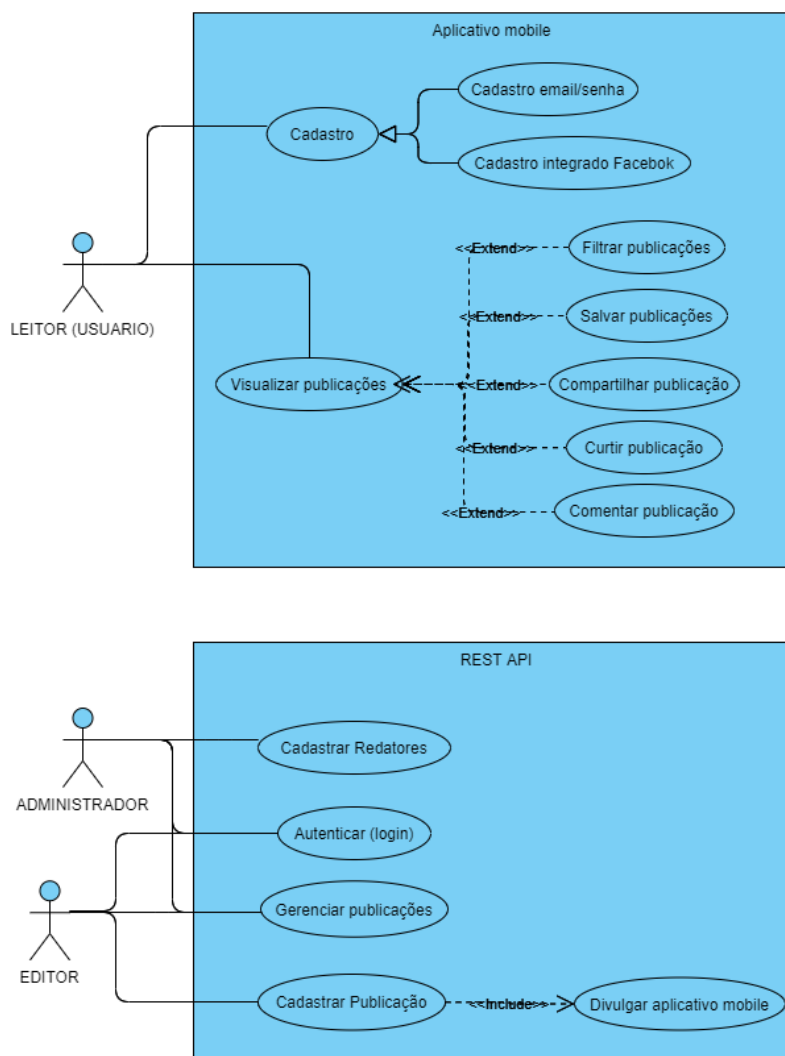 Aplicativo mobile
Cadastro email/senha
Cadastro
Cadastro integrado Facebok
<<Extend>>
Filtrar publicações
LEITOR (USUARIO)
<<Extend>>
Salvar publicações
Visualizar publicações
<<Extend>>
Compartilhar publicação
<<Extend>>
Curtir publicação
<<Extend>>
Comentar publicação
REST API
Cadastrar Redatores
ADMINISTRADOR
Autenticar (login)
Gerenciar publicações
EDITOR
Cadastrar Publicação
<<Include>>
Divulgar aplicativo mobile